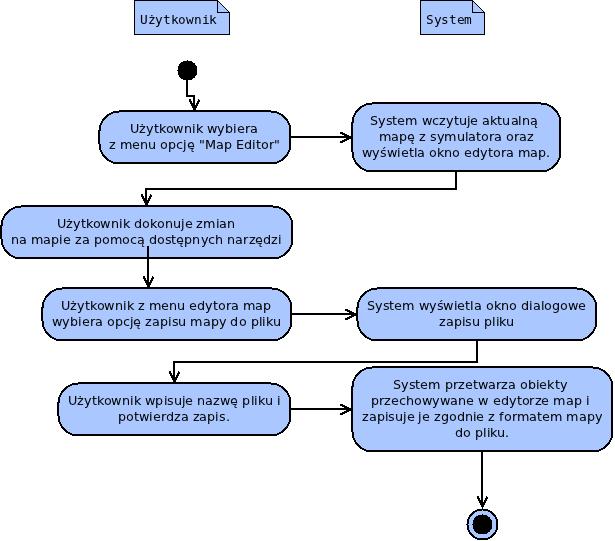 Użytkownik
System
Użytkownik wybiera
z menu opcję "Map Editor"
System wczytuje aktualną
mapę z symulatora oraz
wyświetla okno edytora map.
Użytkownik dokonuje zmian
na mapie za pomocą dostępnych narzędzi
Użytkownik z menu edytora map
wybiera opcję zapisu mapy do pliku
System wyświetla okno dialogowe
zapisu pliku
Użytkownik wpisuje nazwę pliku i
potwierdza zapis.
System przetwarza obiekty
przechowywane w edytorze map i
zapisuje je zgodnie z formatem mapy
do pliku.